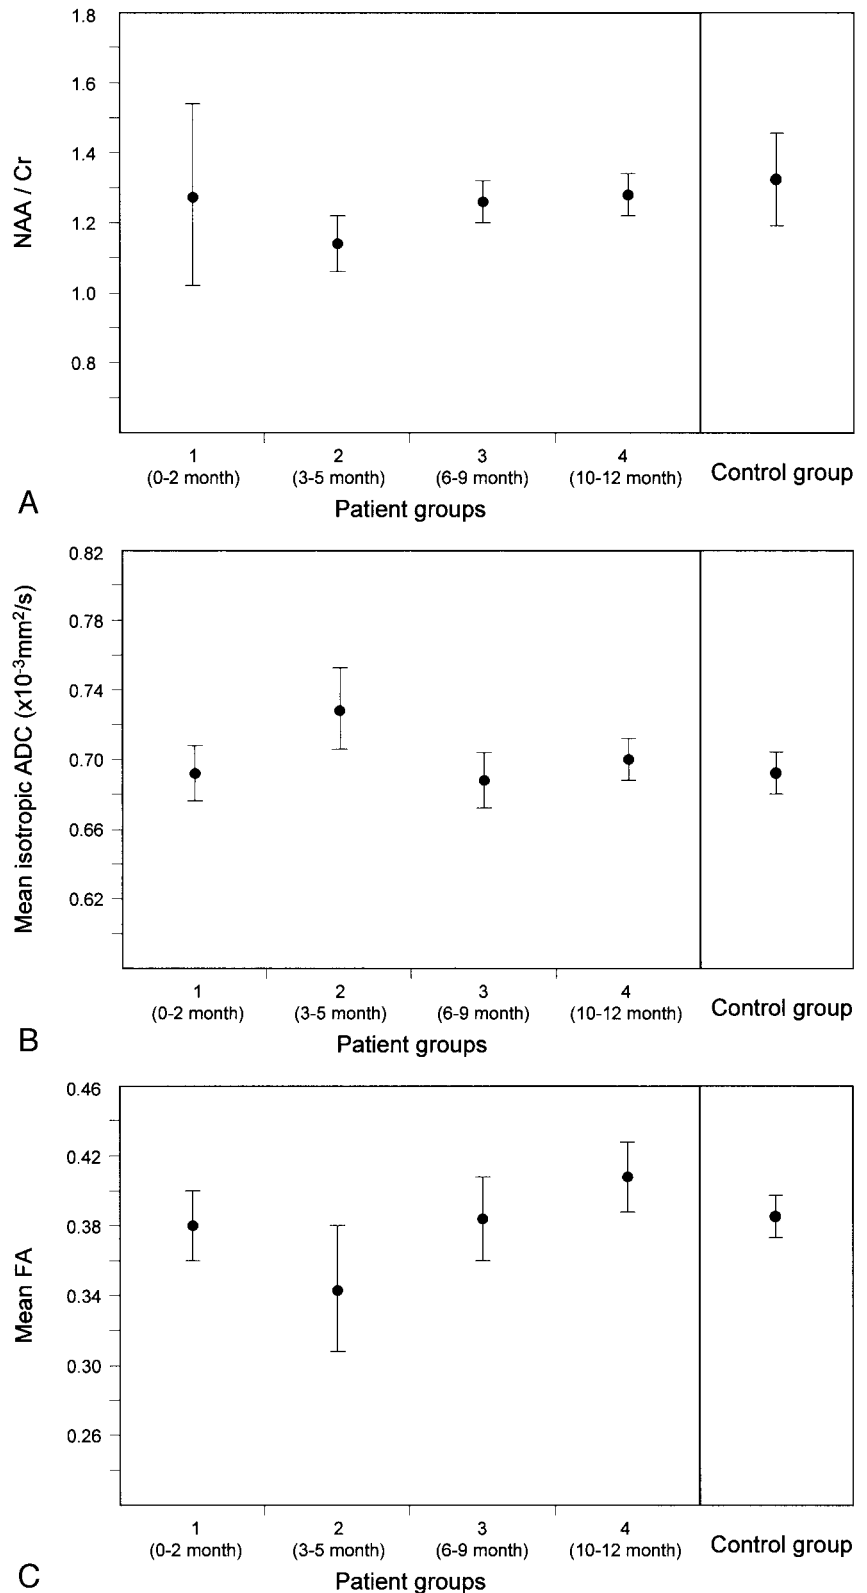 1.8
1.6
1.4
1.2
1.0
0.8
NAA / Cr
1 2 3 4
(0-2 month) (3-5 month) (6-9 month) (10-12 month) Control group
Patient groups
A
0.82
0.78
0.74
0.70
0.66
0.62
Mean isotropic ADC (x10-3mm2/s)
1 2 3 4
(0-2 month) (3-5 month) (6-9 month) (10-12 month) Control group
Patient groups
B
0.46
0.42
0.38
0.34
0.30
0.26
Mean FA
1 2 3 4
(0-2 month) (3-5 month) (6-9 month) (10-12 month) Control group
Patient groups
C